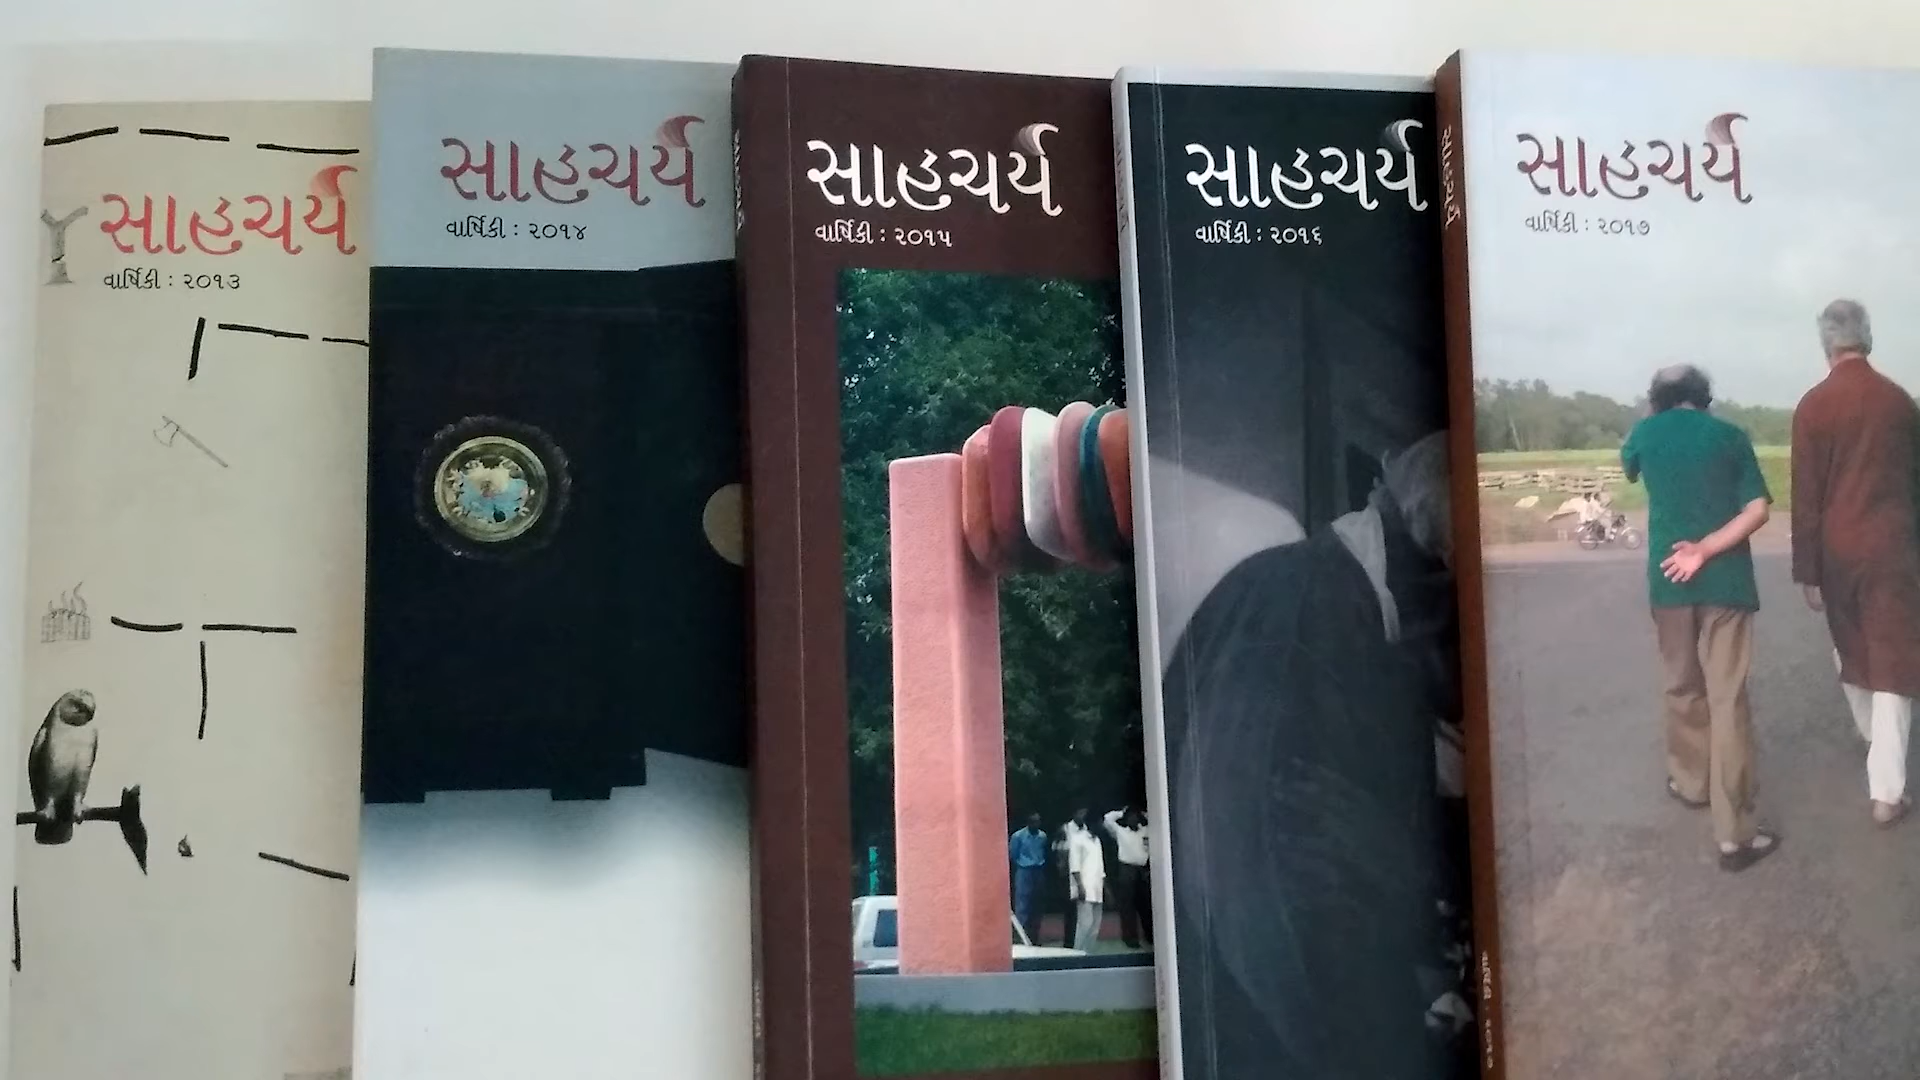 સાહચર્ય
વાર્ષિકી : ૨૦૧૩
સાહચર્ય
વાર્ષિકી : ૨૦૧૪
સાહચર્ય
વાર્ષિકી : ૨૦૧૫
સાહચર્ય
વાર્ષિકી : ૨૦૧૬
સાહચર્ય
વાર્ષિકી : ૨૦૧૭